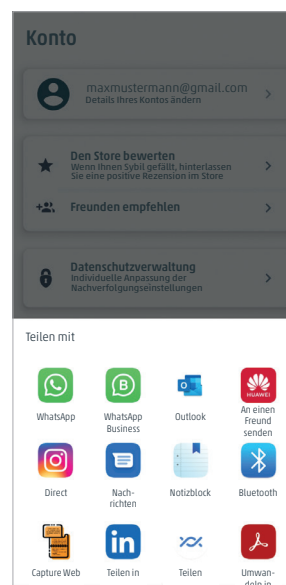 Konto
maxmustermann@gmail.com
Details Ihres Kontos ändern
Den Store bewerten
Wenn Ihnen Sybil gefällt, hinterlassen
Sie eine positive Rezension im Store
Freunden empfehlen
Datenschutzverwaltung
Individuelle Anpassung der
Nachverfolgungseinstellungen
Teilen mit
HUAWEI
WhatsApp
WhatsApp
Business
Outlook
An einen
Freund
senden
Direct
Nach-
richten
Notizblock
Bluetooth
Capture Web
Teilen in
Teilen
Umwan-
deln in